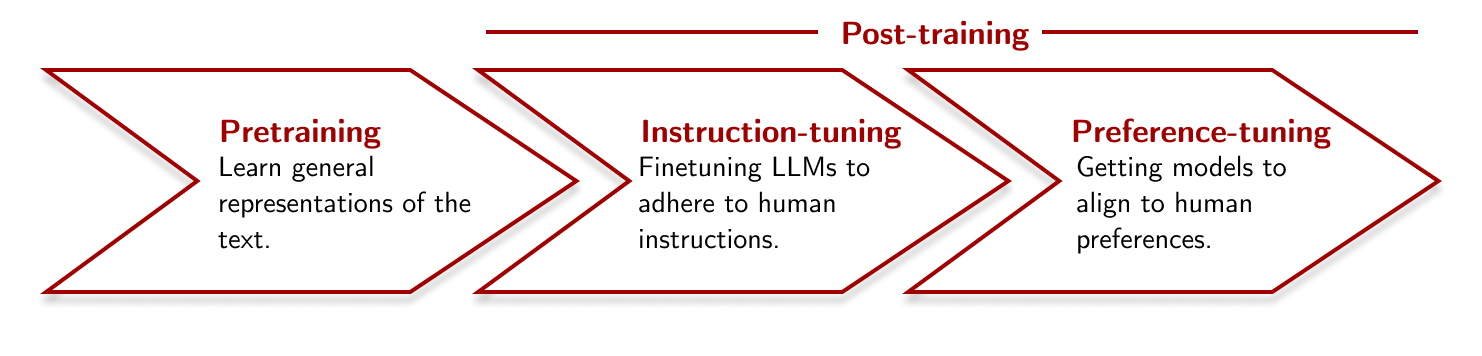 Post-training
Pretraining
Learn general
representations of the
text.
Instruction-tuning
Finetuning LLMs to
adhere to human
instructions.
Preference-tuning
Getting models to
align to human
preferences.